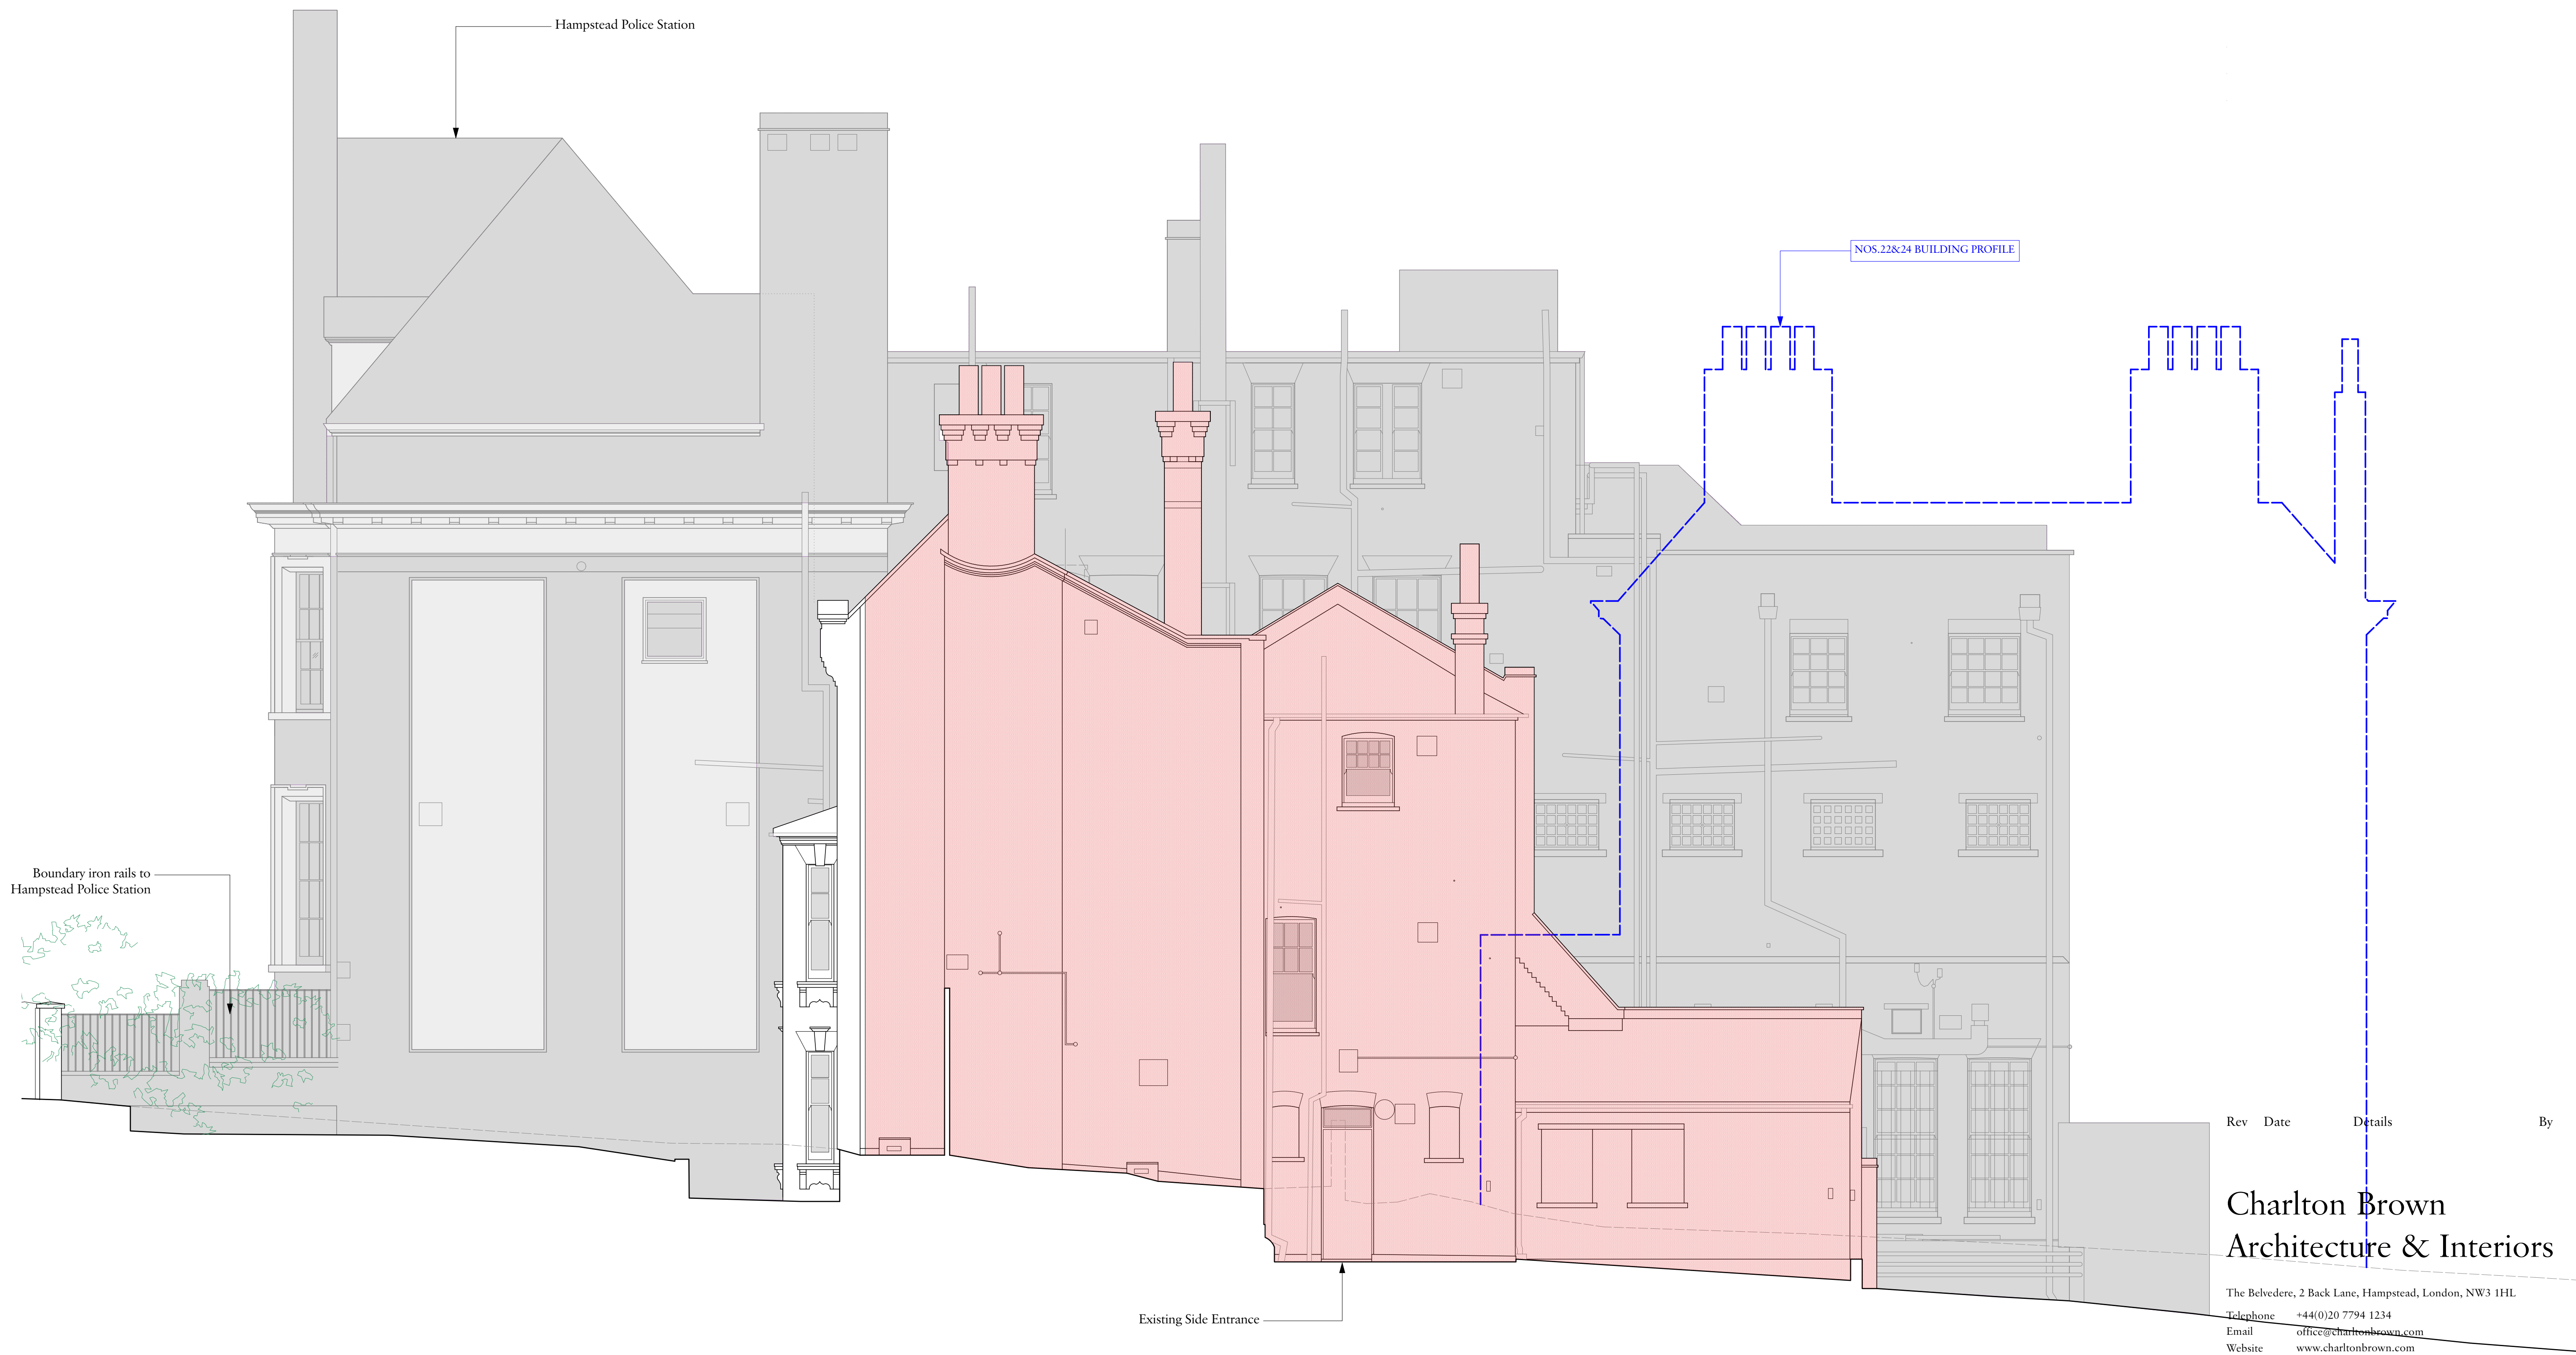 Hampstead Police Station
NOS.22&24 BUILDING PROFILE
Boundary iron rails to
Hampstead Police Station
Existing Side Entrance
Rev Date Details By
Charlton Brown
Architecture & Interiors
The Belvedere, 2 Back Lane, Hampstead, London, NW3 1HL
Telephone +44(0)20 7794 1234
Email office@charltonbrown.com
Website www.charltonbrown.com